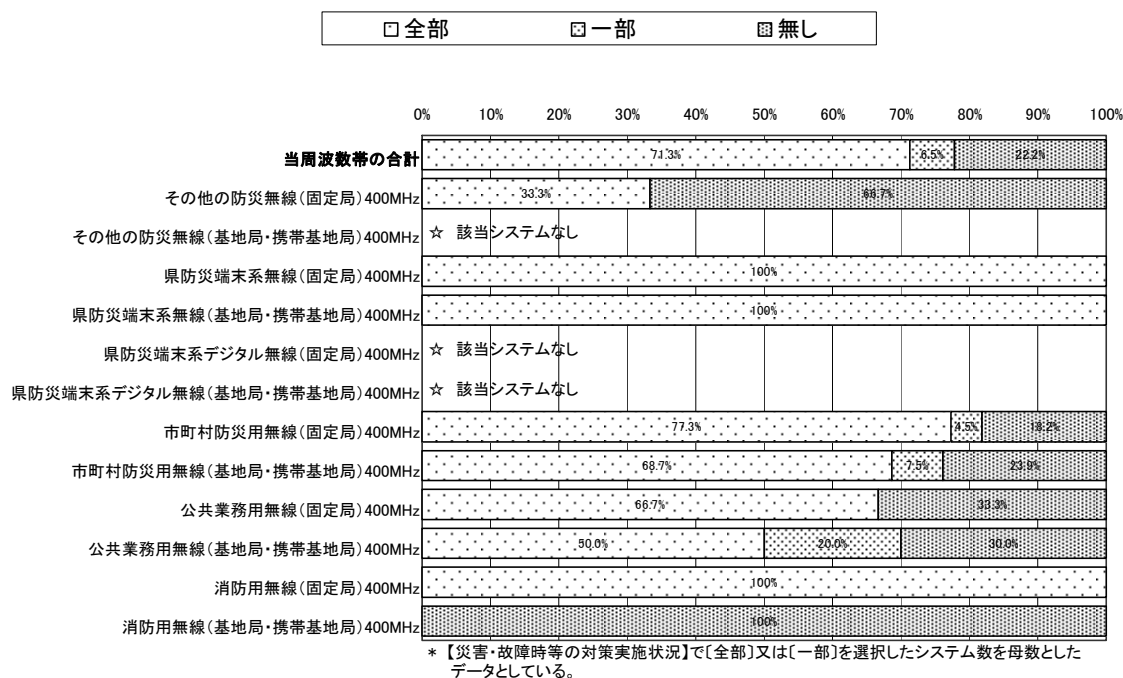 全部 一部 無し
0% 10% 20% 30% 40% 50% 60% 70% 80% 90% 100%
当周波数帯の合計 71.3% 6.5% 22.2%
その他の防災無線(固定局)400MHz 33.3% 66.7%
その他の防災無線(基地局・携帯基地局)400MHz ☆ 該当システムなし
県防災端末系無線(固定局)400MHz 100%
県防災端末系無線(基地局・携帯基地局)400MHz 100%
県防災端末系デジタル無線(固定局)400MHz ☆ 該当システムなし
県防災端末系デジタル無線(基地局・携帯基地局)400MHz ☆ 該当システムなし
市町村防災用無線(固定局)400MHz 77.3% 4.5% 18.2%
市町村防災用無線(基地局・携帯基地局)400MHz 68.7% 7.5% 23.9%
公共業務用無線(固定局)400MHz 66.7% 33.3%
公共業務用無線(基地局・携帯基地局)400MHz 50.0% 20.0% 30.0%
消防用無線(固定局)400MHz 100%
消防用無線(基地局・携帯基地局)400MHz 100%
* 【災害・故障時等の対策実施状況】で〔全部〕又は〔一部〕を選択したシステム数を母数とした
データとしている。